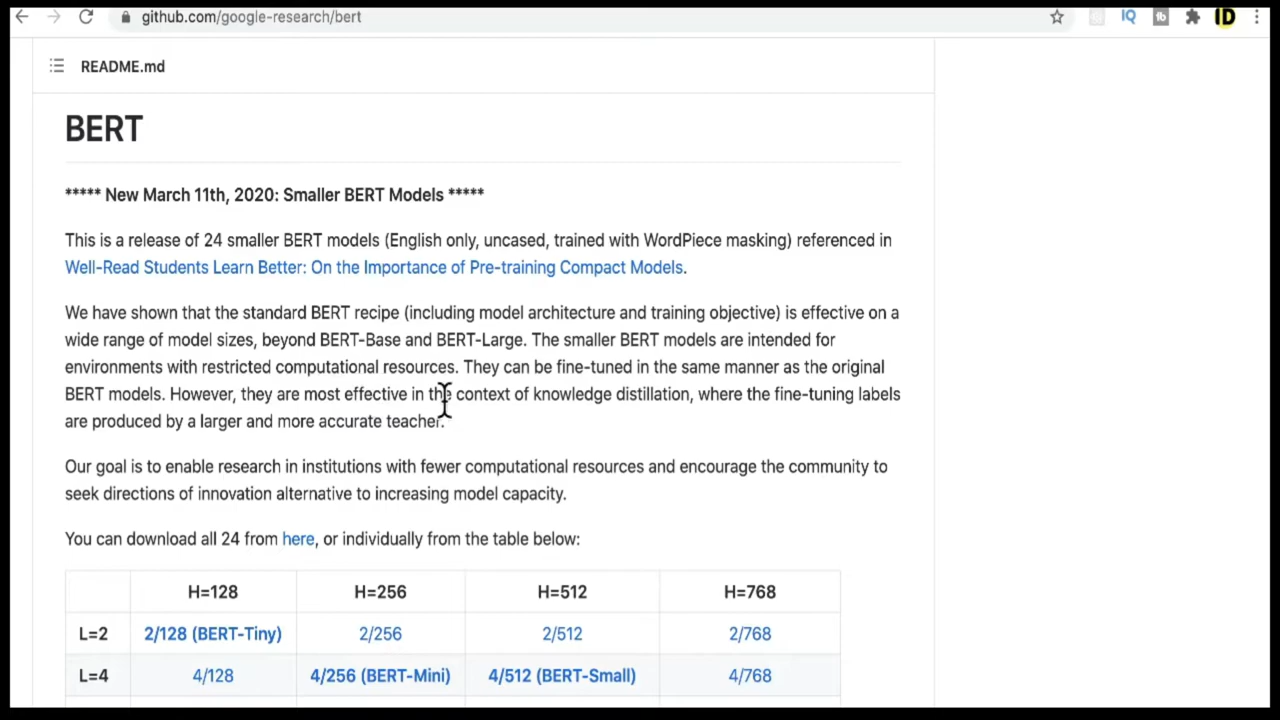 github.com/google-research/bert
IQ
ID
README.md
BERT
***** New March 11th, 2020: Smaller BERT Models *****
This is a release of 24 smaller BERT models (English only, uncased, trained with WordPiece masking) referenced in
Well-Read Students Learn Better: On the Importance of Pre-training Compact Models.
We have shown that the standard BERT recipe (including model architecture and training objective) is effective on a
wide range of model sizes, beyond BERT-Base and BERT-Large. The smaller BERT models are intended for
environments with restricted computational resources. They can be fine-tuned in the same manner as the original
BERT models. However, they are most effective in the context of knowledge distillation, where the fine-tuning labels
are produced by a larger and more accurate teacher.
Our goal is to enable research in institutions with fewer computational resources and encourage the community to
seek directions of innovation alternative to increasing model capacity.
You can download all 24 from here, or individually from the table below:
H=128 H=256 H=512 H=768
L=2 2/128 (BERT-Tiny) 2/256 2/512 2/768
L=4 4/128 4/256 (BERT-Mini) 4/512 (BERT-Small) 4/768